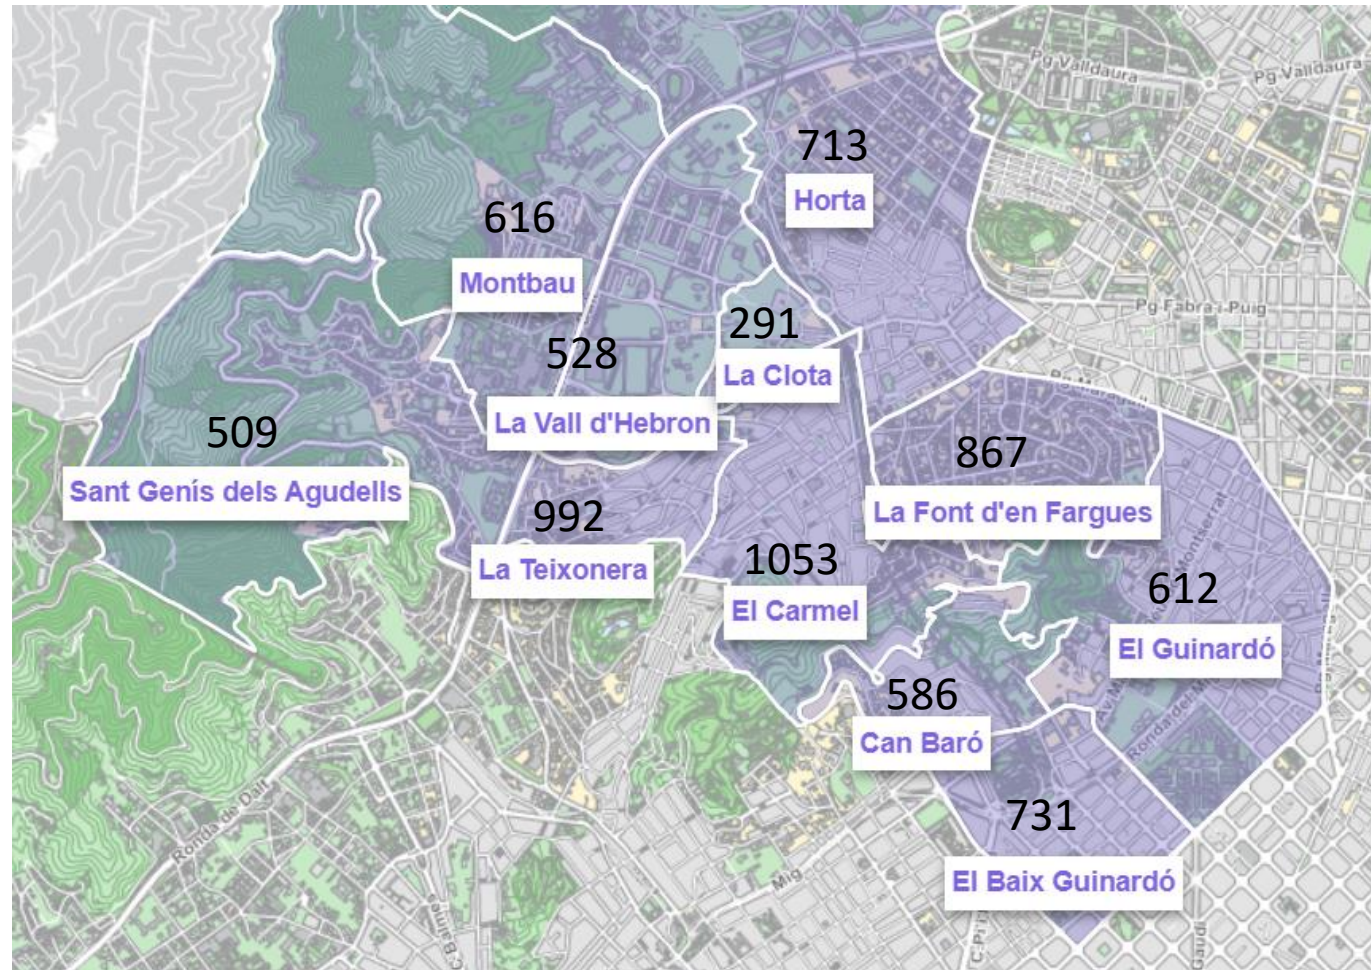 Pg Valldaura
Pg Valldaura
713
Horta
616
Montbau
Pg Fabra i Puig
291
La Clota
528
La Vall d'Hebron
509
Sant Genís dels Agudells
867
La Font d'en Fargues
992
La Teixonera
1053
El Carmel
612
El Guinardó
Montserrat
586
Can Baró
731
El Baix Guinardó
Ronda de Dalt
Mig
Gaudí